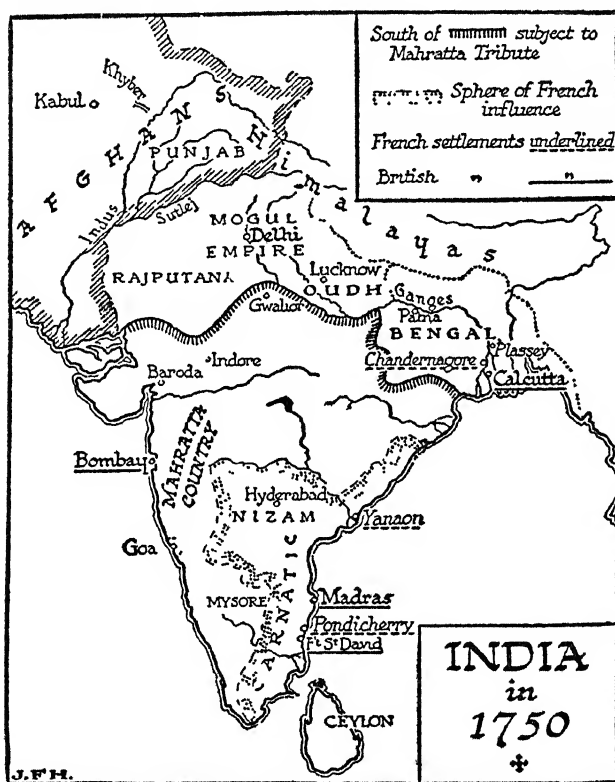 South of subject to
Mahratta Tribute
Sphere of French
influence
French settlements underlined
British " "
Kabul
Khyber
AFGHANS
PUNJAB
Himalayas
Indus
Sutlej
MOGUL
Delhi
EMPIRE
RAJPUTANA
Lucknow
OUDH
Ganges
Gwalior
Patna
BENGAL
Plassey
Chandernagore
Calcutta
Indore
Baroda
MAHRATTA
COUNTRY
Bombay
Hyderabad
NIZAM
Yanaon
Goa
CARNATIC
MYSORE
Madras
Pondicherry
Ft St David
CEYLON
INDIA
in
1750
J.F.H.